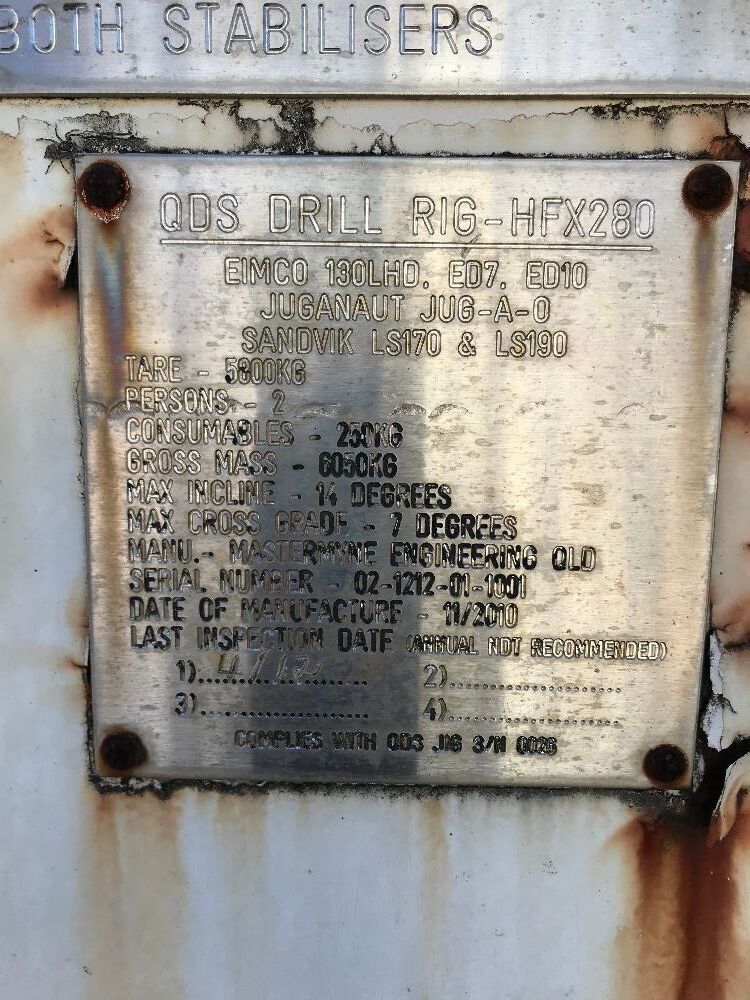 BOTH STABILISERS
QDS DRILL RIG-HFX280
EIMCO 130LHD. ED7. ED10
JUGANAUT JUG-A-0
SANDVIK LS170 & LS190
TARE - 5800KG
PERSONS - 2
CONSUMABLES - 250KG
GROSS MASS - 6050KG
MAX INCLINE - 14 DEGREES
MAX CROSS GRADE - 7 DEGREES
MANU.- MASTERMYNE ENGINEERING QLD
SERIAL NUMBER - 02-1212-01-1001
DATE OF MANUFACTURE - 11/2010
LAST INSPECTION DATE (ANNUAL NDT RECOMMENDED)
1).................... 2)....................
3).................... 4)....................
COMPLIES WITH QDS JIG S/N